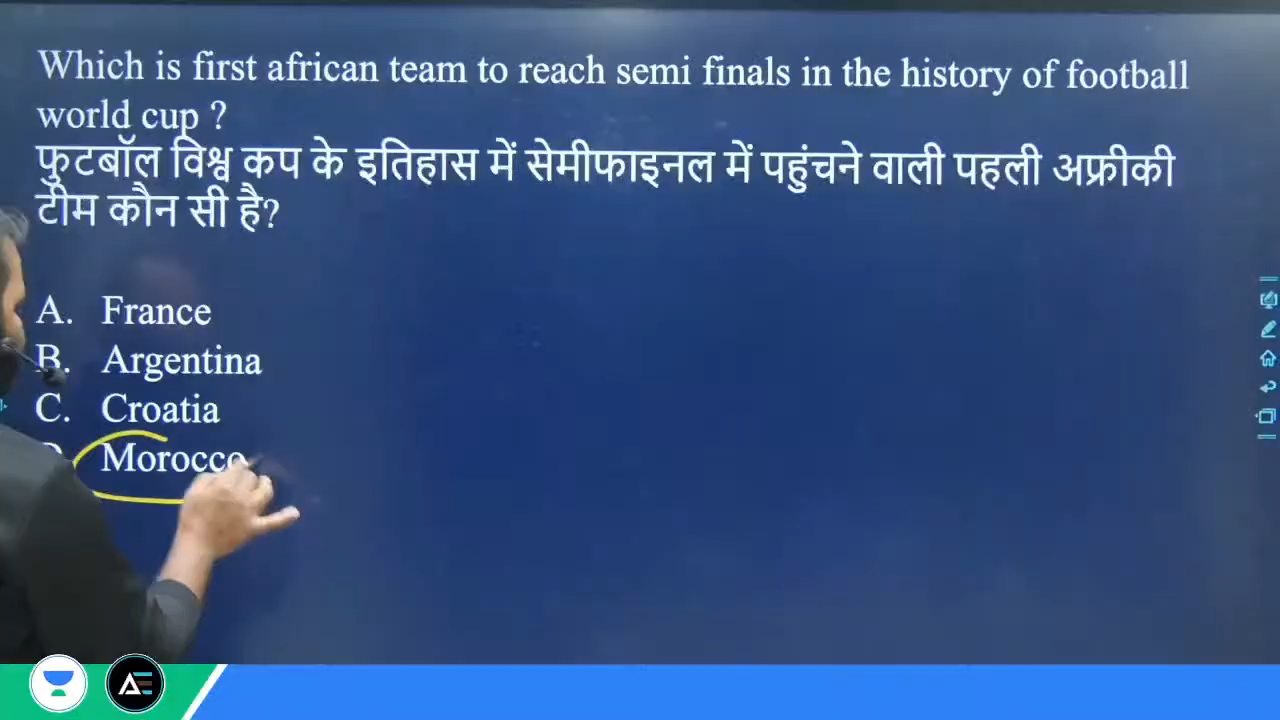 Which is first african team to reach semi finals in the history of football
world cup ?
फुटबॉल विश्व कप के इतिहास में सेमीफाइनल में पहुंचने वाली पहली अफ्रीकी
टीम कौन सी है?
A. France
B. Argentina
C. Croatia
Morocco
AE